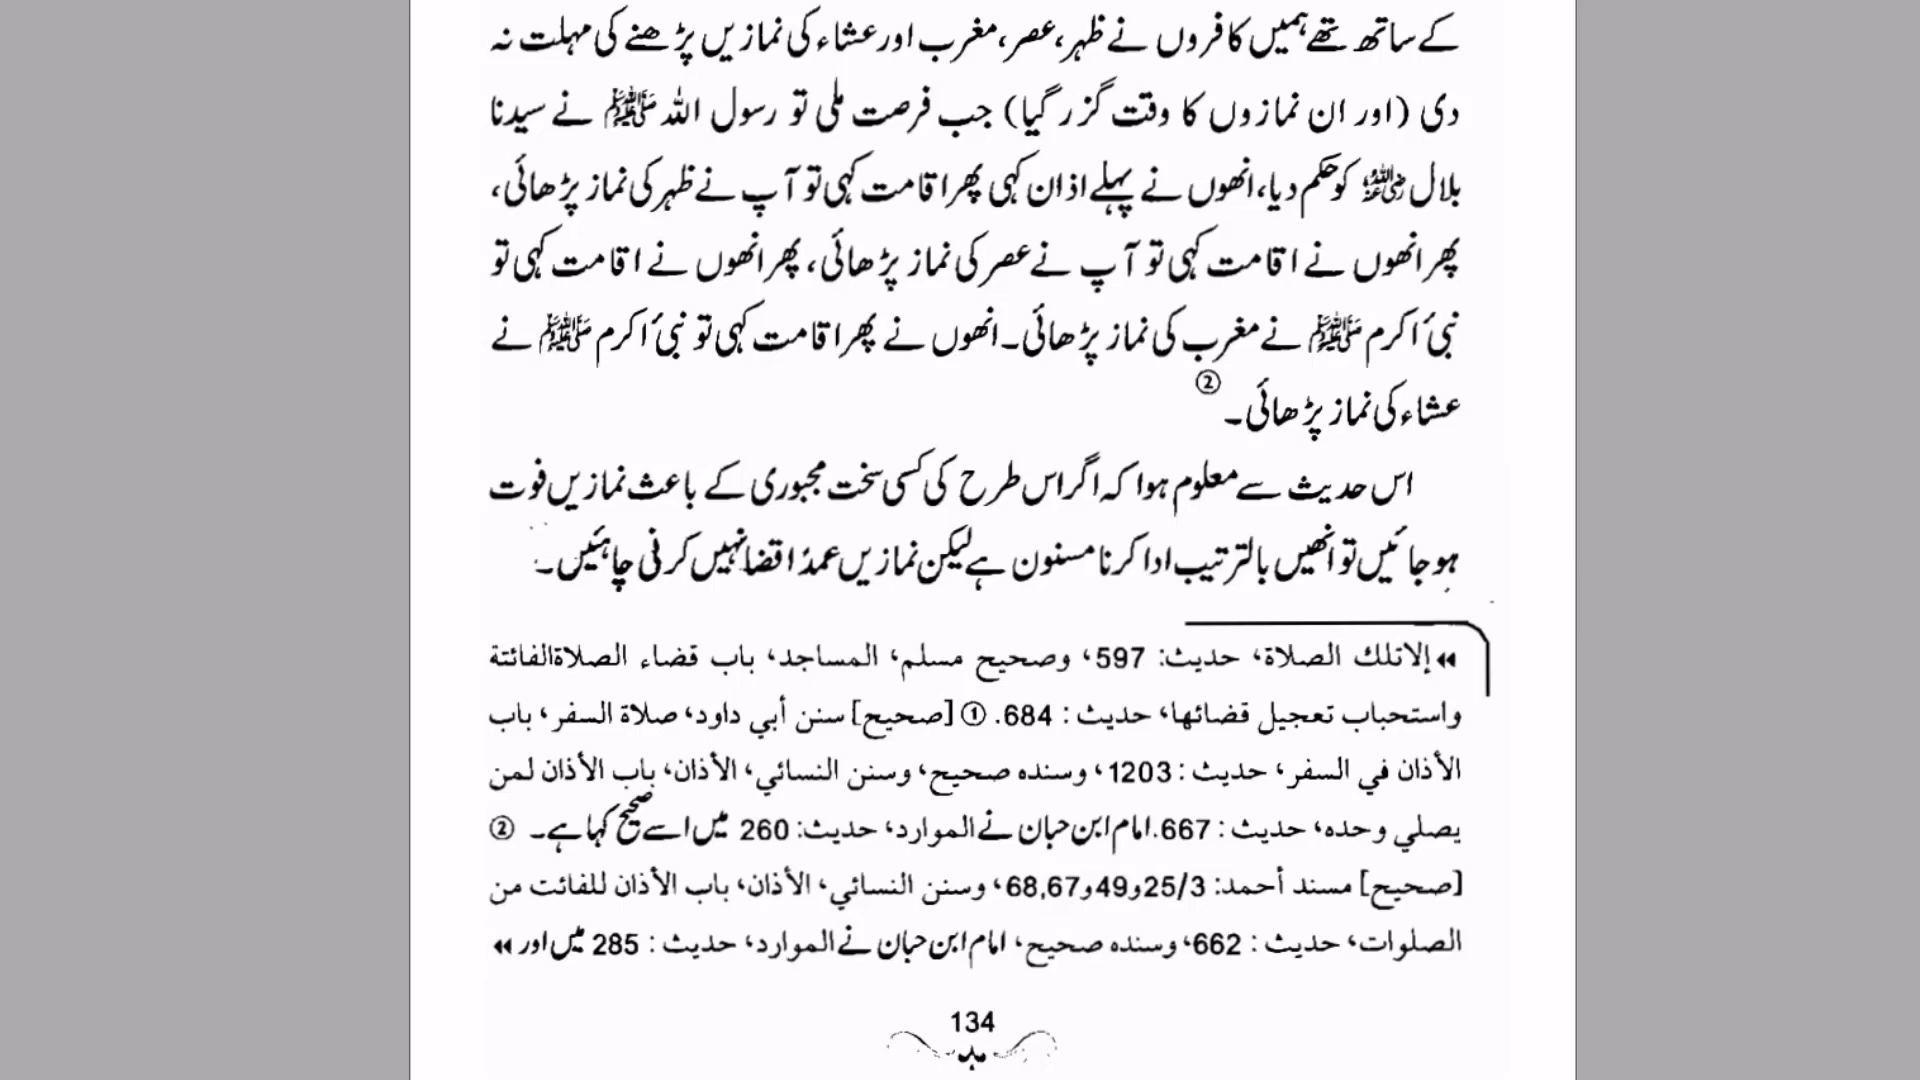 کے ساتھ تھے ہمیں کافروں نے ظہر، عصر، مغرب اور عشاء کی نمازیں پڑھنے کی مہلت نہ
دی (اور ان نمازوں کا وقت گزر گیا) جب فرصت ملی تو رسول اللہ ﷺ نے سیدنا
بلال رضی اللہ عنہ کو حکم دیا، انھوں نے پہلے اذان کہی پھر اقامت کہی تو آپ نے ظہر کی نماز پڑھائی،
پھر انھوں نے اقامت کہی تو آپ نے عصر کی نماز پڑھائی، پھر انھوں نے اقامت کہی تو
نبیٔ اکرم ﷺ نے مغرب کی نماز پڑھائی۔ انھوں نے پھر اقامت کہی تو نبیٔ اکرم ﷺ نے
عشاء کی نماز پڑھائی۔ ②
اس حدیث سے معلوم ہوا کہ اگر اس طرح کی کسی سخت مجبوری کے باعث نمازیں فوت
ہو جائیں تو انھیں بالترتیب ادا کرنا مسنون ہے لیکن نمازیں عمدًا قضا نہیں کرنی چاہئیں۔
◂◂ إلا تلك الصلاة، حديث: 597، وصحيح مسلم، المساجد، باب قضاء الصلاة الفائتة
واستحباب تعجيل قضائها، حديث : 684. ① [صحيح] سنن أبي داود، صلاة السفر، باب
الأذان في السفر، حديث : 1203، وسنده صحيح، وسنن النسائي، الأذان، باب الأذان لمن
يصلي وحده، حديث : 667. امام ابن حبان نے الموارد، حديث: 260 میں اسے صحیح کہا ہے۔ ②
[صحيح] مسند أحمد: 25/3 و49 و68,67، وسنن النسائي، الأذان، باب الأذان للفائت من
الصلوات، حديث : 662، وسنده صحيح، امام ابن حبان نے الموارد، حديث : 285 میں اور ◂◂
134